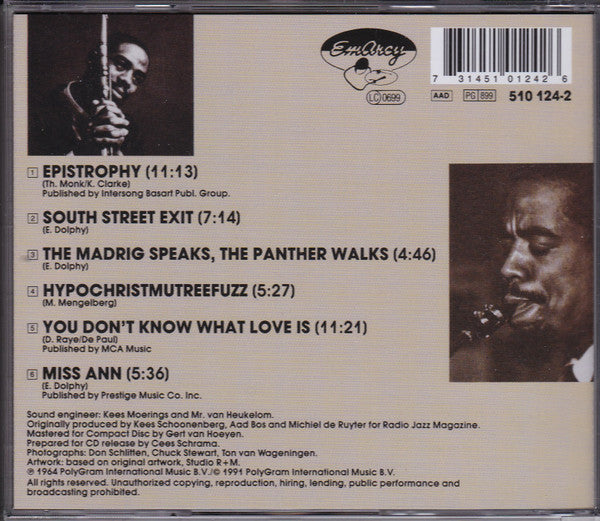 EmArcy
7 31451 01242 6
LC 0699
AAD
PG 899
510 124-2
1 EPISTROPHY (11:13)
(Th. Monk/K. Clarke)
Published by Intersong Basart Publ. Group.
2 SOUTH STREET EXIT (7:14)
(E. Dolphy)
3 THE MADRIG SPEAKS, THE PANTHER WALKS (4:46)
(E. Dolphy)
4 HYPOCHRISTMUTREEFUZZ (5:27)
(M. Mengelberg)
5 YOU DON'T KNOW WHAT LOVE IS (11:21)
(D. Raye/De Paul)
Published by MCA Music
6 MISS ANN (5:36)
(E. Dolphy)
Published by Prestige Music Co. Inc.
Sound engineer: Kees Moerings and Mr. van Heukelom.
Originally produced by Kees Schoonenberg, Aad Bos and Michiel de Ruyter for Radio Jazz Magazine.
Mastered for Compact Disc by Gert van Hoeyen.
Prepared for CD release by Cees Schrama.
Photographs: Don Schlitten, Chuck Stewart, Ton van Wageningen.
Artwork: based on original artwork, Studio R+M.
℗ 1964 PolyGram International Music B.V./© 1991 PolyGram International Music B.V.
All rights reserved. Unauthorized copying, reproduction, hiring, lending, public performance and
broadcasting prohibited.